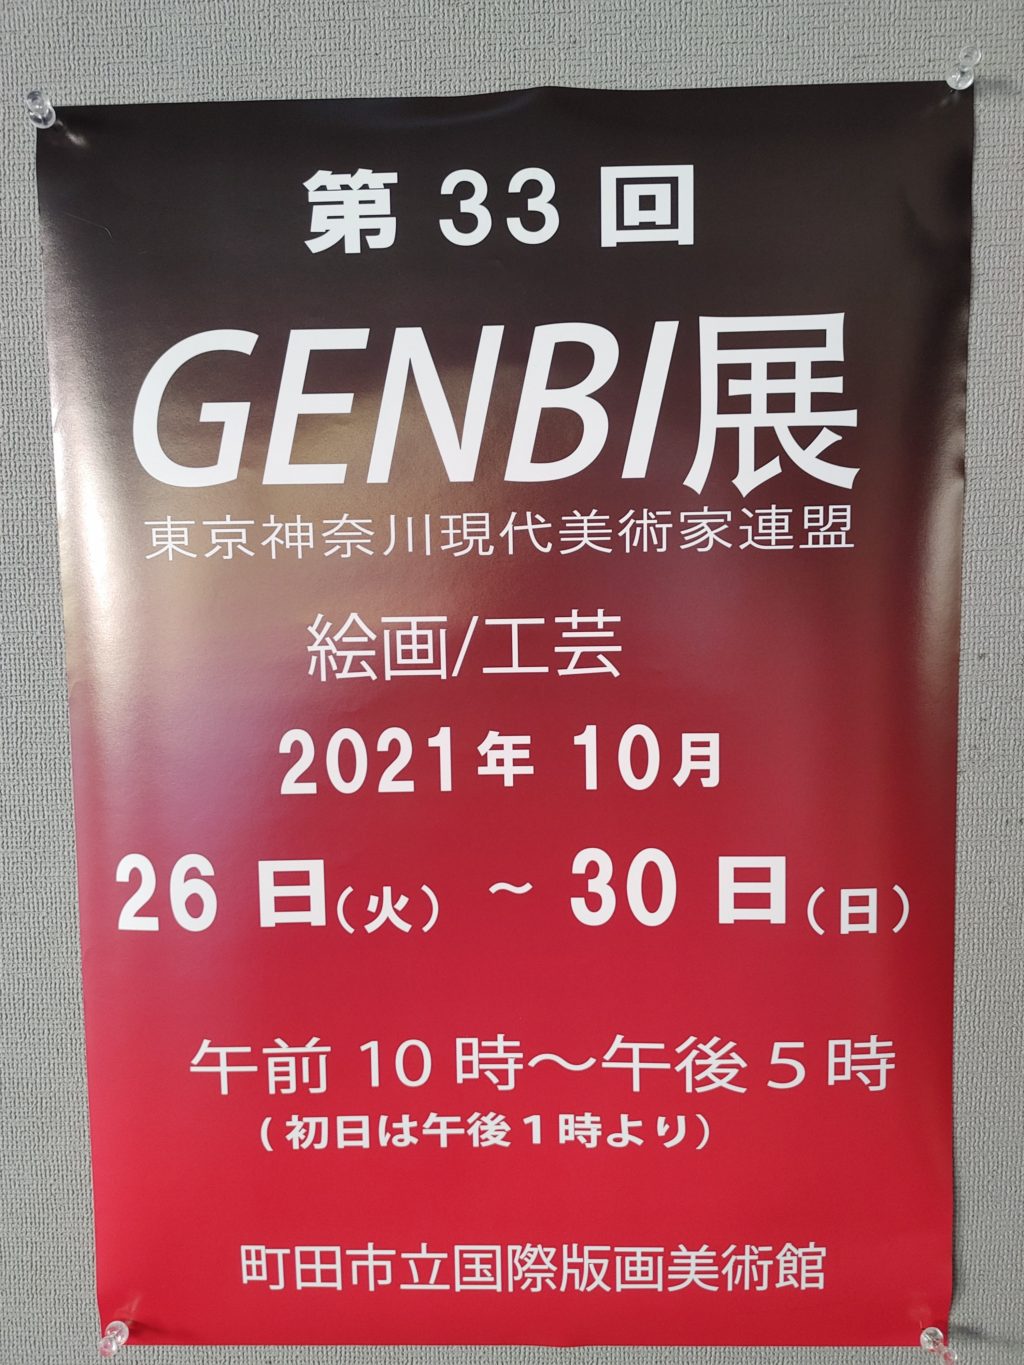 第 33 回
GENBI展
東京神奈川現代美術家連盟
絵画/工芸
2021年 10月
26 日(火) ~ 30 日(日)
午前 10 時～午後 5 時
(初日は午後1時より)
町田市立国際版画美術館